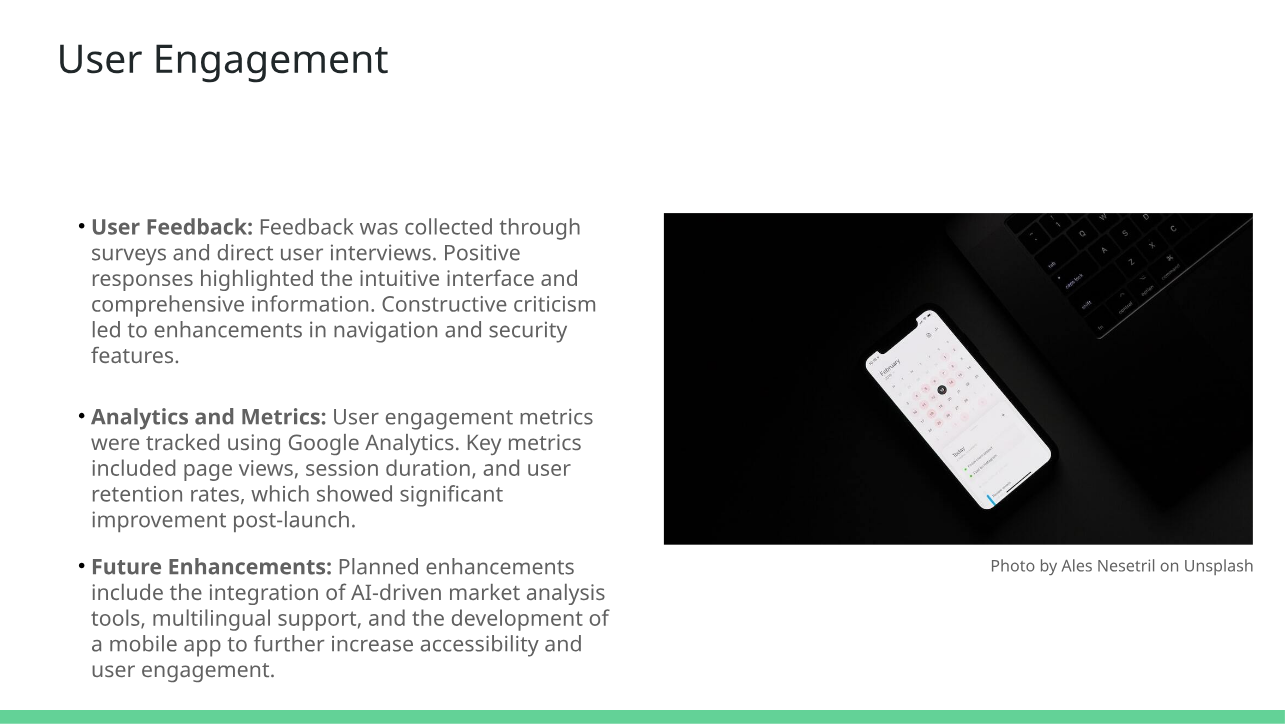 User Engagement
• User Feedback: Feedback was collected through
surveys and direct user interviews. Positive
responses highlighted the intuitive interface and
comprehensive information. Constructive criticism
led to enhancements in navigation and security
features.
• Analytics and Metrics: User engagement metrics
were tracked using Google Analytics. Key metrics
included page views, session duration, and user
retention rates, which showed significant
improvement post-launch.
• Future Enhancements: Planned enhancements
include the integration of AI-driven market analysis
tools, multilingual support, and the development of
a mobile app to further increase accessibility and
user engagement.
February
Today
Photo by Ales Nesetril on Unsplash